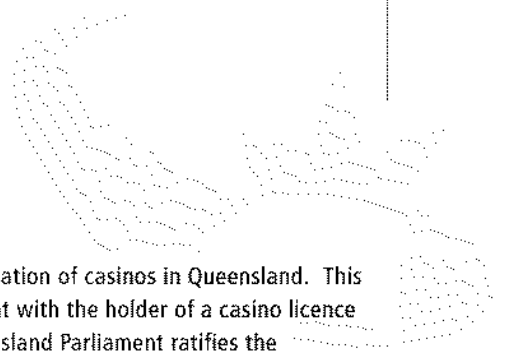 ation of casinos in Queensland. This
t with the holder of a casino licence
sland Parliament ratifies the